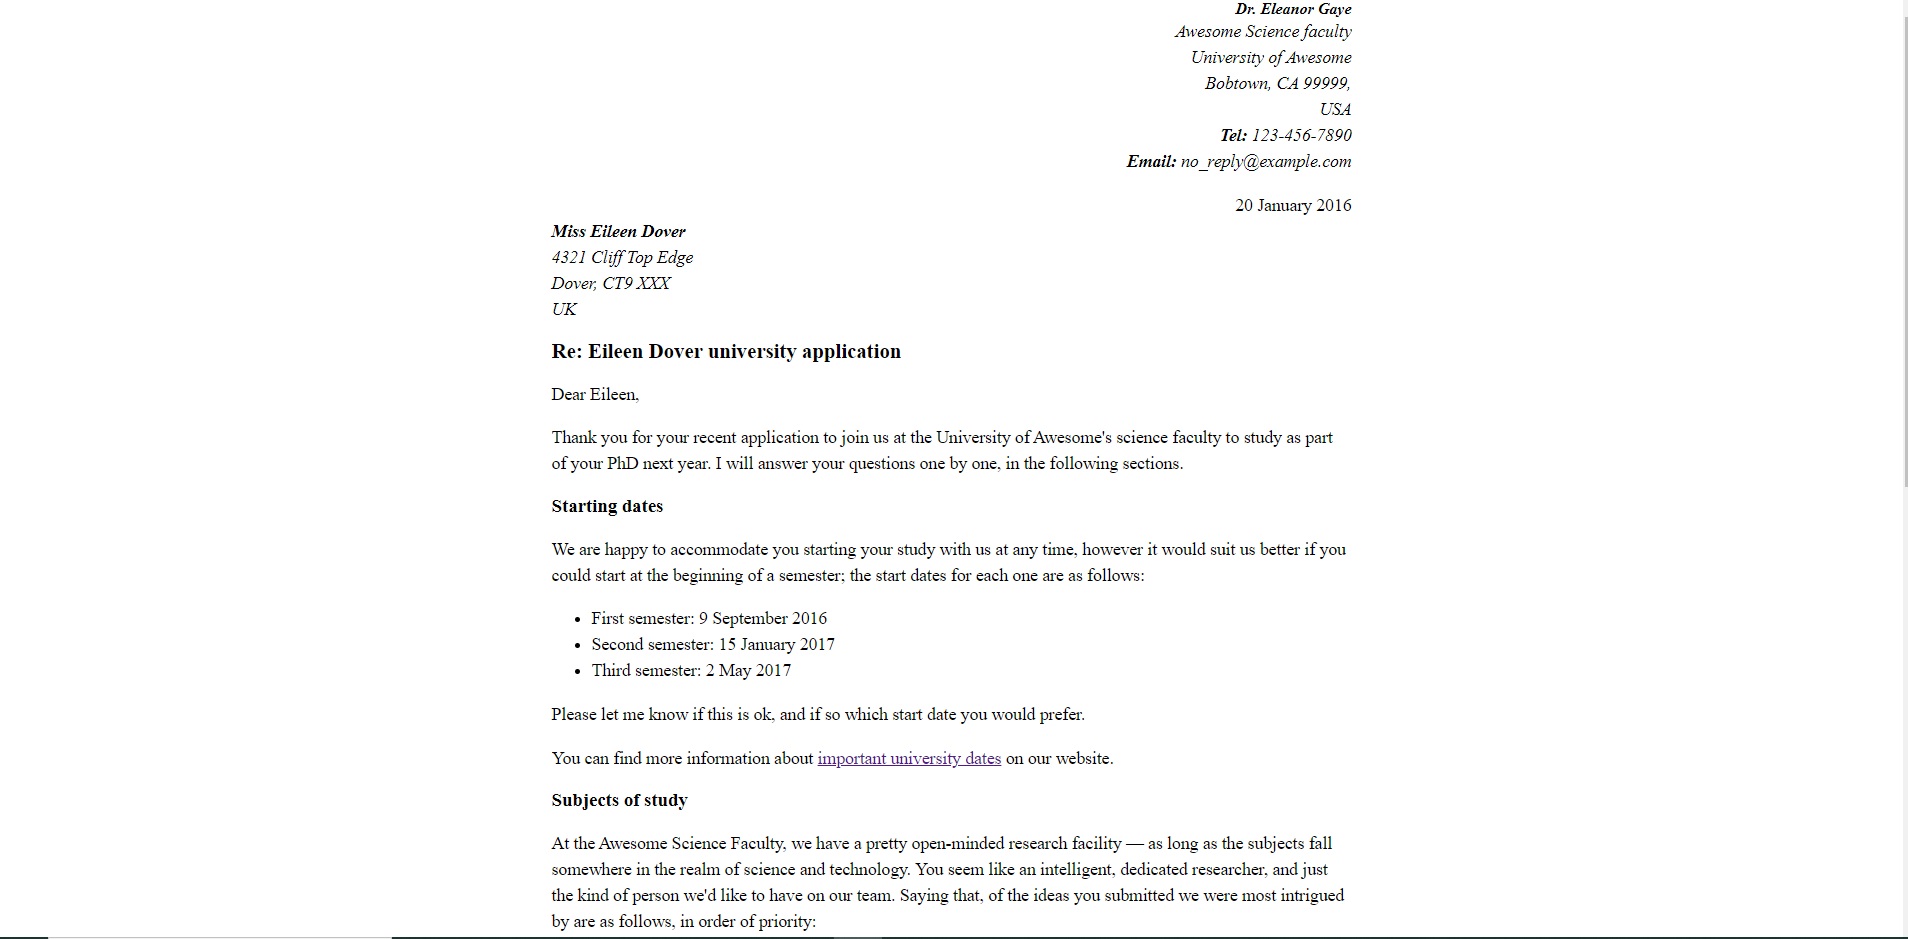 Dr. Eleanor Gaye
Awesome Science faculty
University of Awesome
Bobtown, CA 99999,
USA
Tel: 123-456-7890
Email: no_reply@example.com
20 January 2016
Miss Eileen Dover
4321 Cliff Top Edge
Dover, CT9 XXX
UK
Re: Eileen Dover university application
Dear Eileen,
Thank you for your recent application to join us at the University of Awesome's science faculty to study as part
of your PhD next year. I will answer your questions one by one, in the following sections.
Starting dates
We are happy to accommodate you starting your study with us at any time, however it would suit us better if you
could start at the beginning of a semester; the start dates for each one are as follows:
• First semester: 9 September 2016
• Second semester: 15 January 2017
• Third semester: 2 May 2017
Please let me know if this is ok, and if so which start date you would prefer.
You can find more information about important university dates on our website.
Subjects of study
At the Awesome Science Faculty, we have a pretty open-minded research facility — as long as the subjects fall
somewhere in the realm of science and technology. You seem like an intelligent, dedicated researcher, and just
the kind of person we'd like to have on our team. Saying that, of the ideas you submitted we were most intrigued
by are as follows, in order of priority: